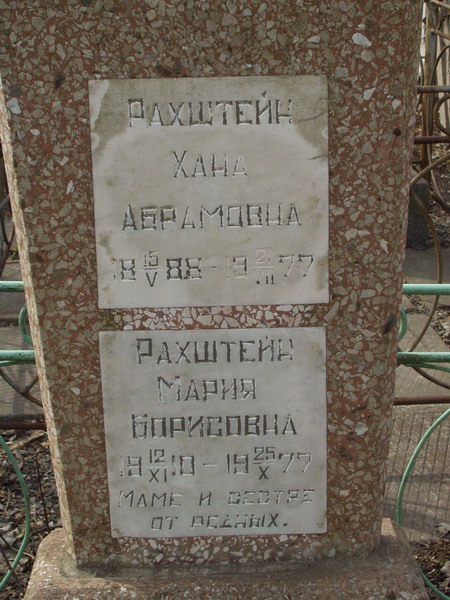 РАХШТЕЙН
ХАНА
АБРАМОВНА
18 15/V 88 - 19 2/II 77
РАХШТЕЙН
МАРИЯ
БОРИСОВНА
19 12/XI 10 - 19 25/X 77
МАМЕ И СЕСТРЕ
ОТ РОДНЫХ.